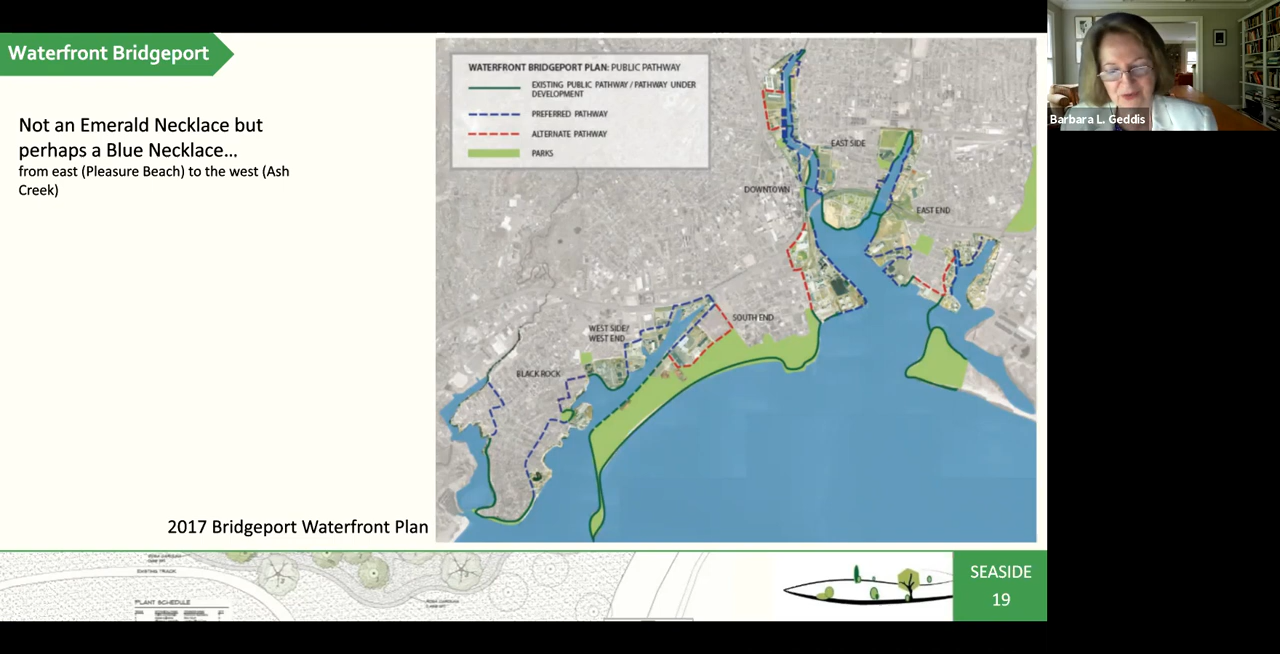 Waterfront Bridgeport
Not an Emerald Necklace but
perhaps a Blue Necklace...
from east (Pleasure Beach) to the west (Ash
Creek)
2017 Bridgeport Waterfront Plan
WATERFRONT BRIDGEPORT PLAN: PUBLIC PATHWAY
EXISTING PUBLIC PATHWAY / PATHWAY UNDER
DEVELOPMENT
PREFERRED PATHWAY
ALTERNATE PATHWAY
PARKS
EAST SIDE
DOWNTOWN
EAST END
SOUTH END
WEST SIDE/
WEST END
BLACK ROCK
Barbara L. Geddis
EXISTING TRACK
PLANT SCHEDULE
SEASIDE
19